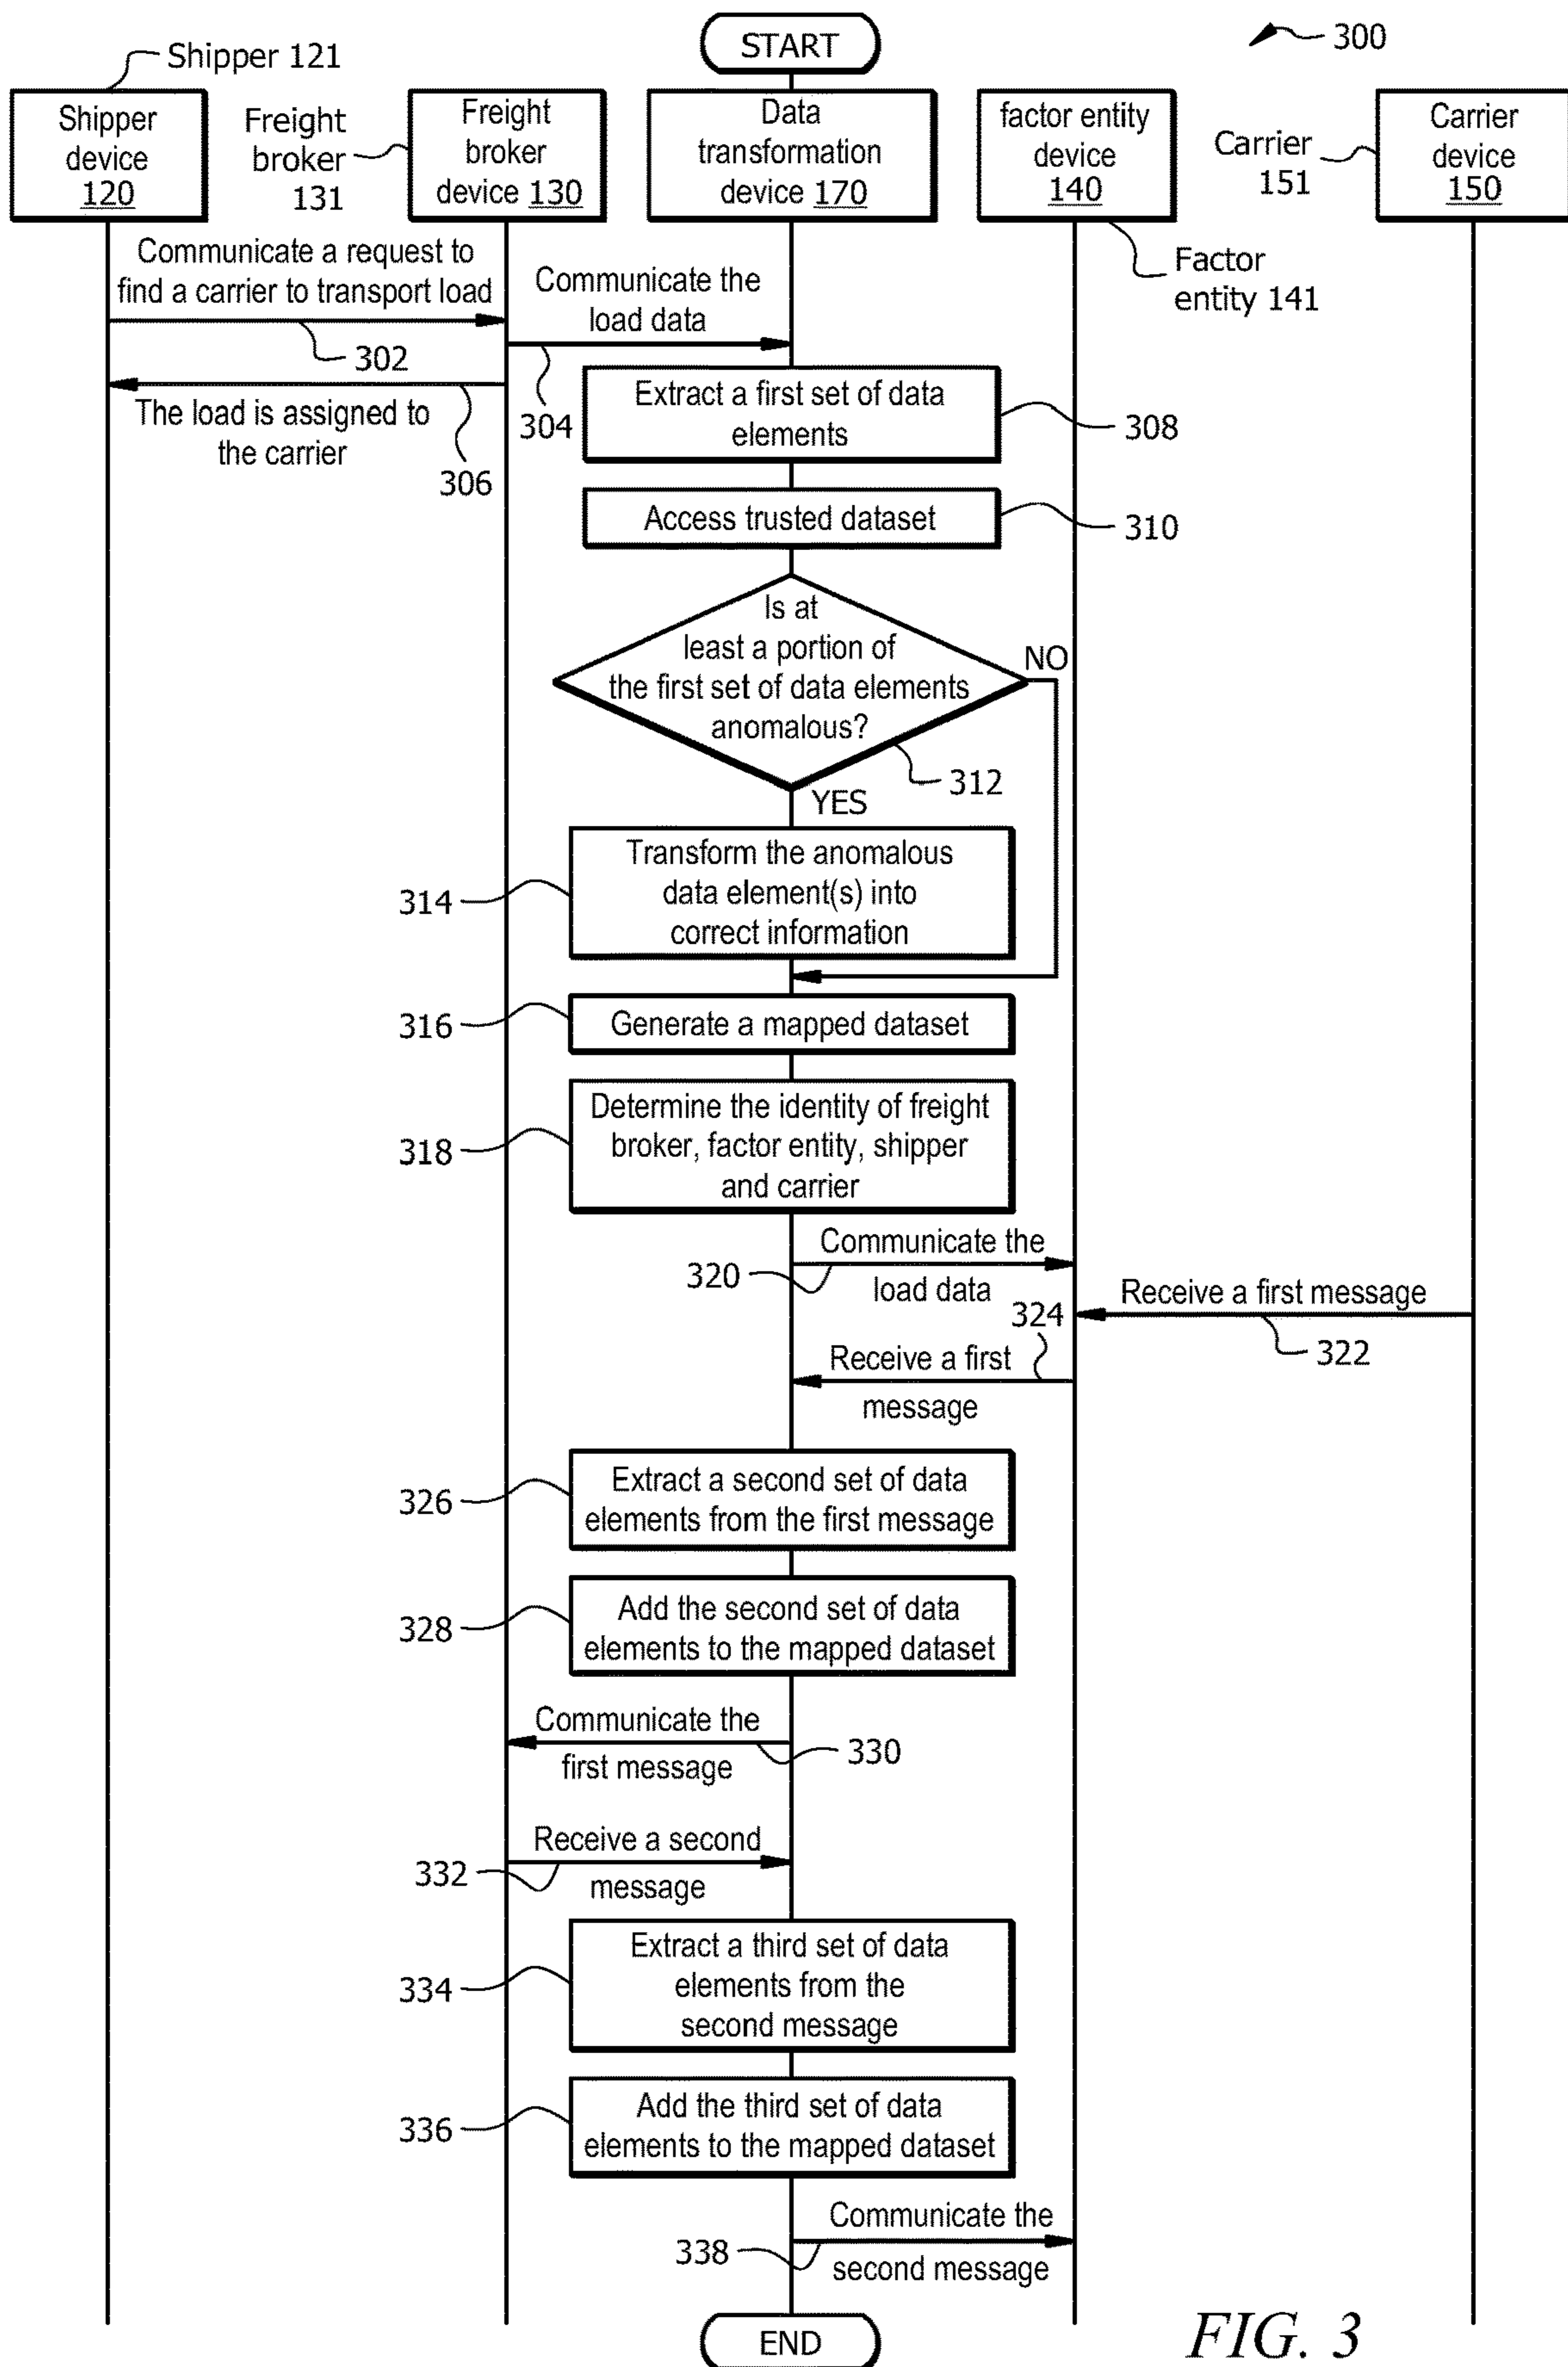 START
300
Shipper 121
Shipper
device
120
Freight
broker
131
Freight
broker
device 130
Data
transformation
device 170
factor entity
device
140
Carrier
151
Carrier
device
150
Factor
entity 141
Communicate a request to
find a carrier to transport load
302
Communicate the
load data
304
The load is assigned to
the carrier
306
Extract a first set of data
elements
308
Access trusted dataset
310
Is at
least a portion of
the first set of data elements
anomalous?
NO
312
YES
Transform the anomalous
data element(s) into
correct information
314
Generate a mapped dataset
316
Determine the identity of freight
broker, factor entity, shipper
and carrier
318
Communicate the
load data
320
Receive a first message
322
324
Receive a first
message
Extract a second set of data
elements from the first message
326
Add the second set of data
elements to the mapped dataset
328
Communicate the
first message
330
Receive a second
message
332
Extract a third set of data
elements from the
second message
334
Add the third set of data
elements to the mapped dataset
336
Communicate the
second message
338
END
FIG. 3